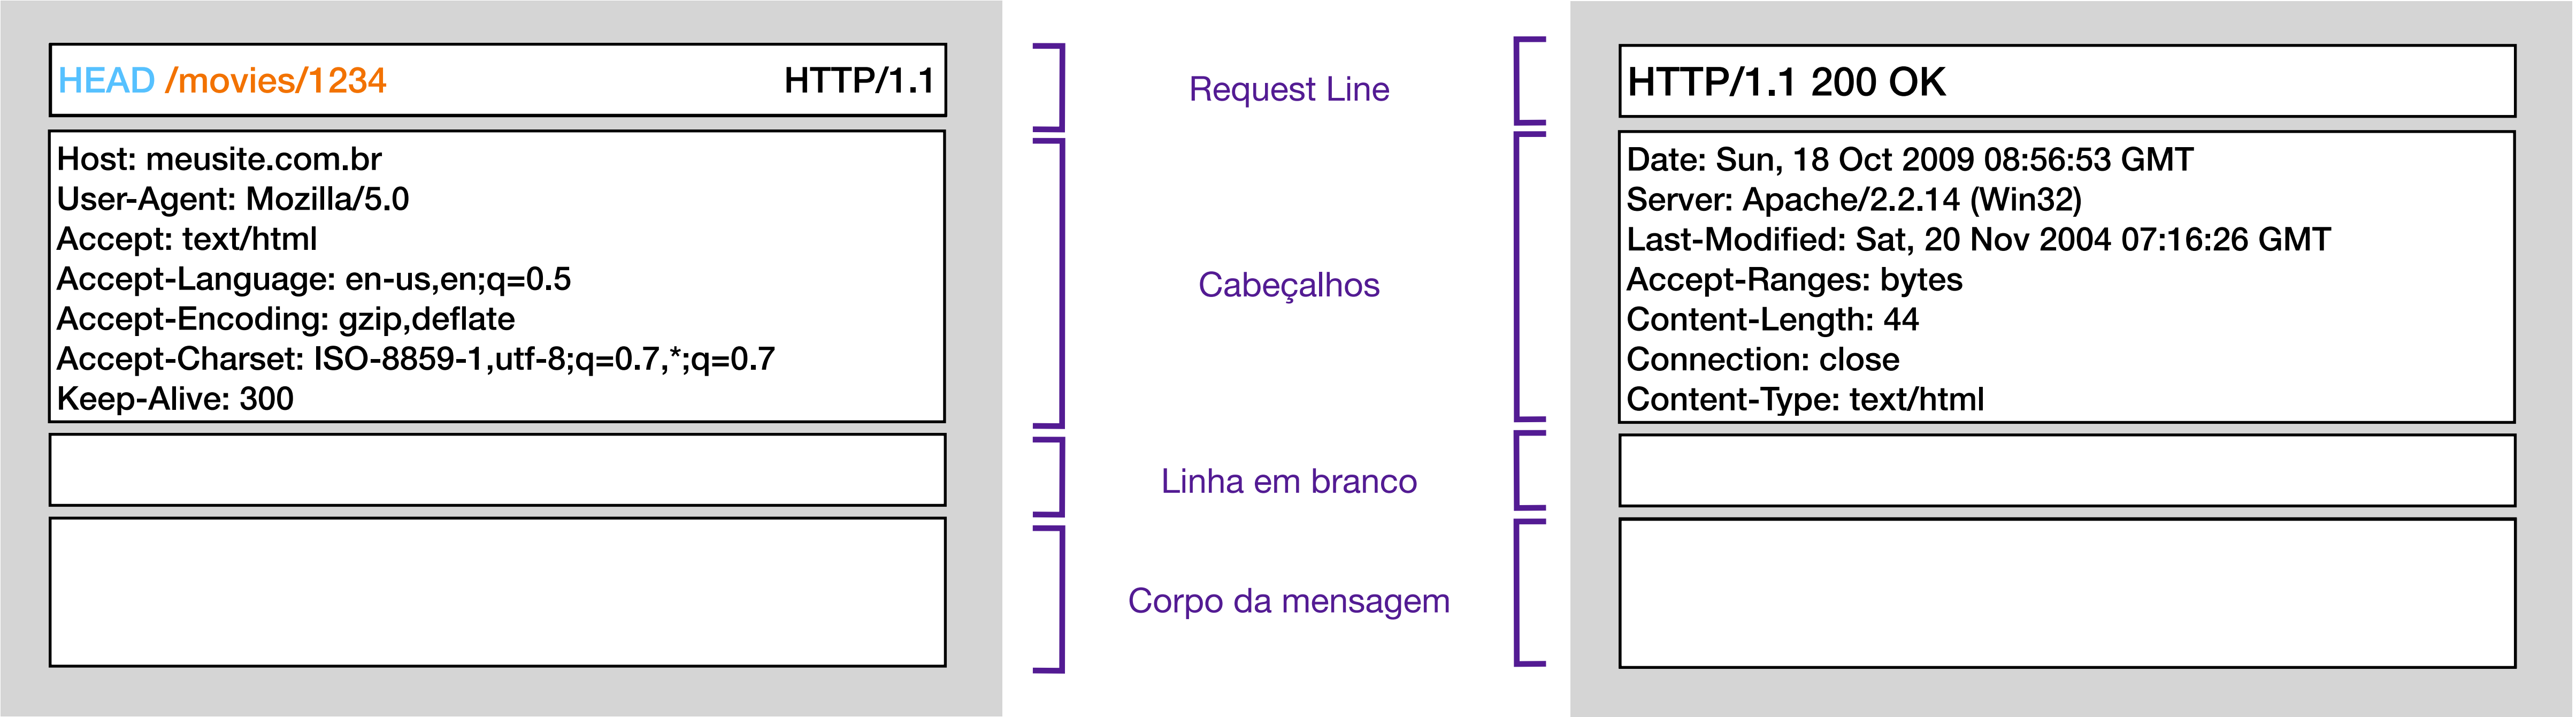 HEAD /movies/1234 HTTP/1.1
Host: meusite.com.br
User-Agent: Mozilla/5.0
Accept: text/html
Accept-Language: en-us,en;q=0.5
Accept-Encoding: gzip,deflate
Accept-Charset: ISO-8859-1,utf-8;q=0.7,*;q=0.7
Keep-Alive: 300
Request Line
Cabeçalhos
Linha em branco
Corpo da mensagem
HTTP/1.1 200 OK
Date: Sun, 18 Oct 2009 08:56:53 GMT
Server: Apache/2.2.14 (Win32)
Last-Modified: Sat, 20 Nov 2004 07:16:26 GMT
Accept-Ranges: bytes
Content-Length: 44
Connection: close
Content-Type: text/html